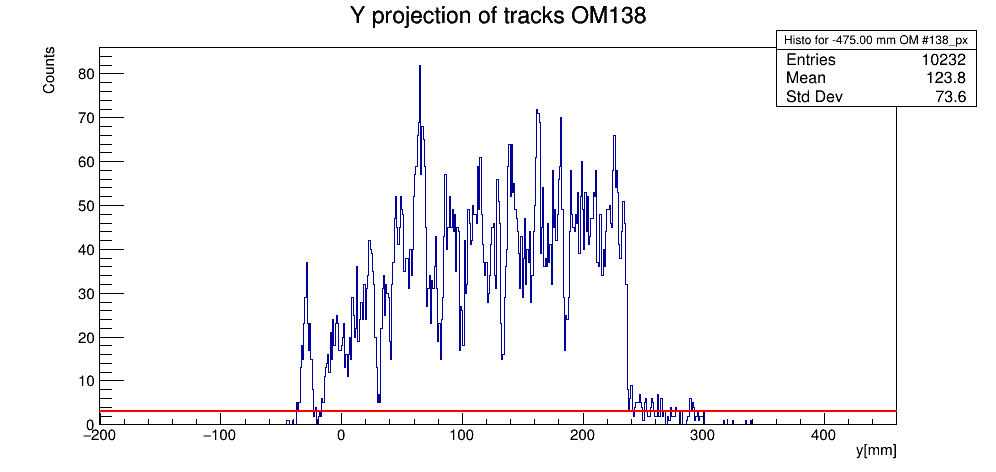 Y projection of tracks OM138
Histo for -475.00 mm OM #138_px
Entries 10232
Mean 123.8
Std Dev 73.6
Counts
80
70
60
50
40
30
20
10
0
−200 −100 0 100 200 300 400
y[mm]